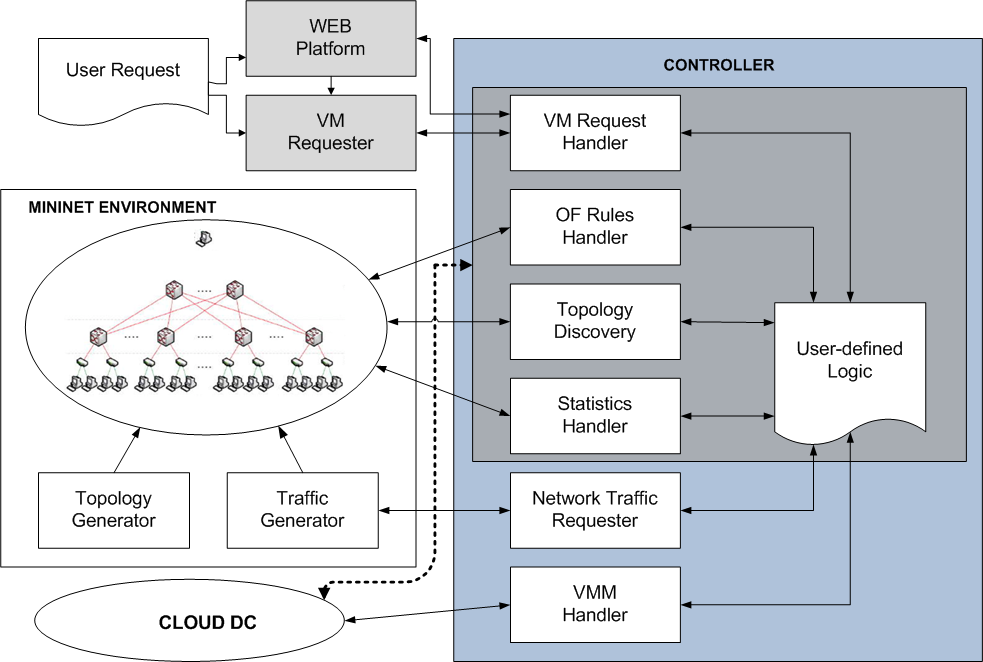 WEB
Platform
User Request
CONTROLLER
VM
Requester
VM Request
Handler
MININET ENVIRONMENT
OF Rules
Handler
Topology
Discovery
User-defined
Logic
Statistics
Handler
Topology
Generator
Traffic
Generator
Network Traffic
Requester
VMM
Handler
CLOUD DC